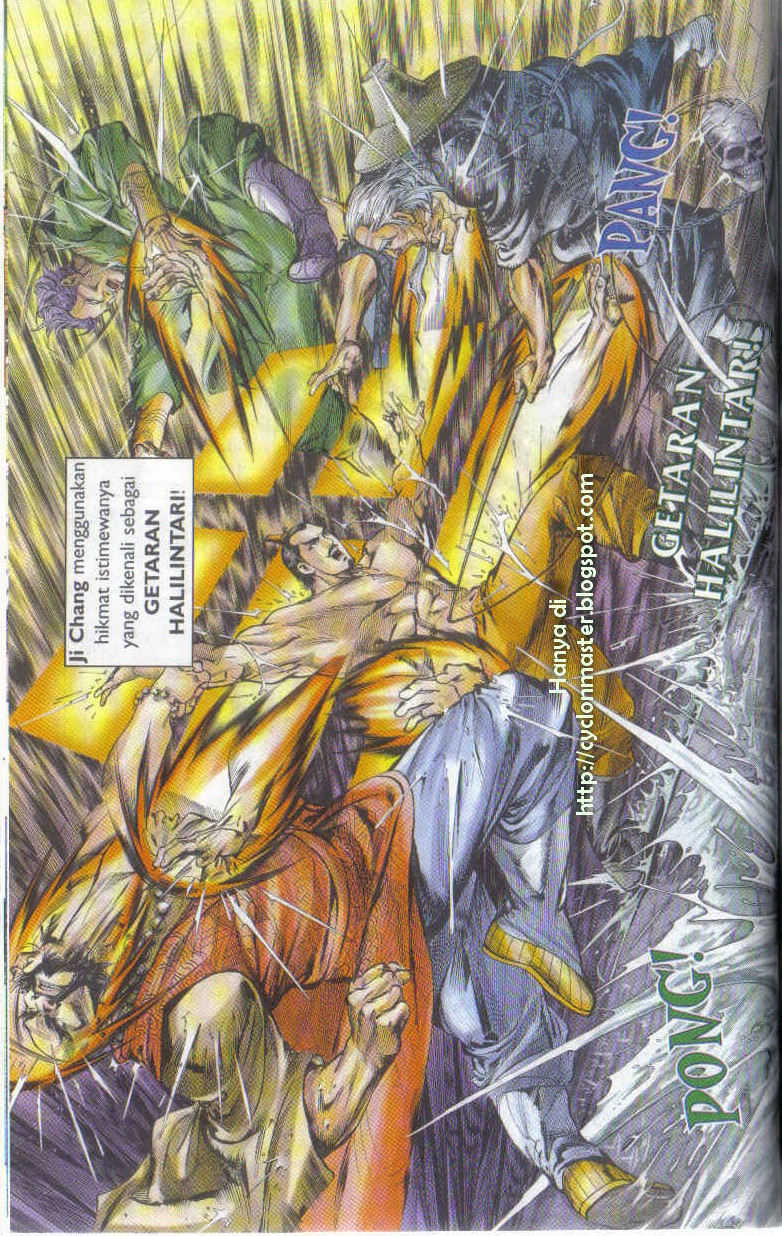 Ji Chang menggunakan
hikmat istimewanya
yang dikenali sebagai
GETARAN
HALILINTAR!
PANG!
GETARAN
HALILINTAR!!
PONG!
Hanya di
http://cyclonmaster.blogspot.com